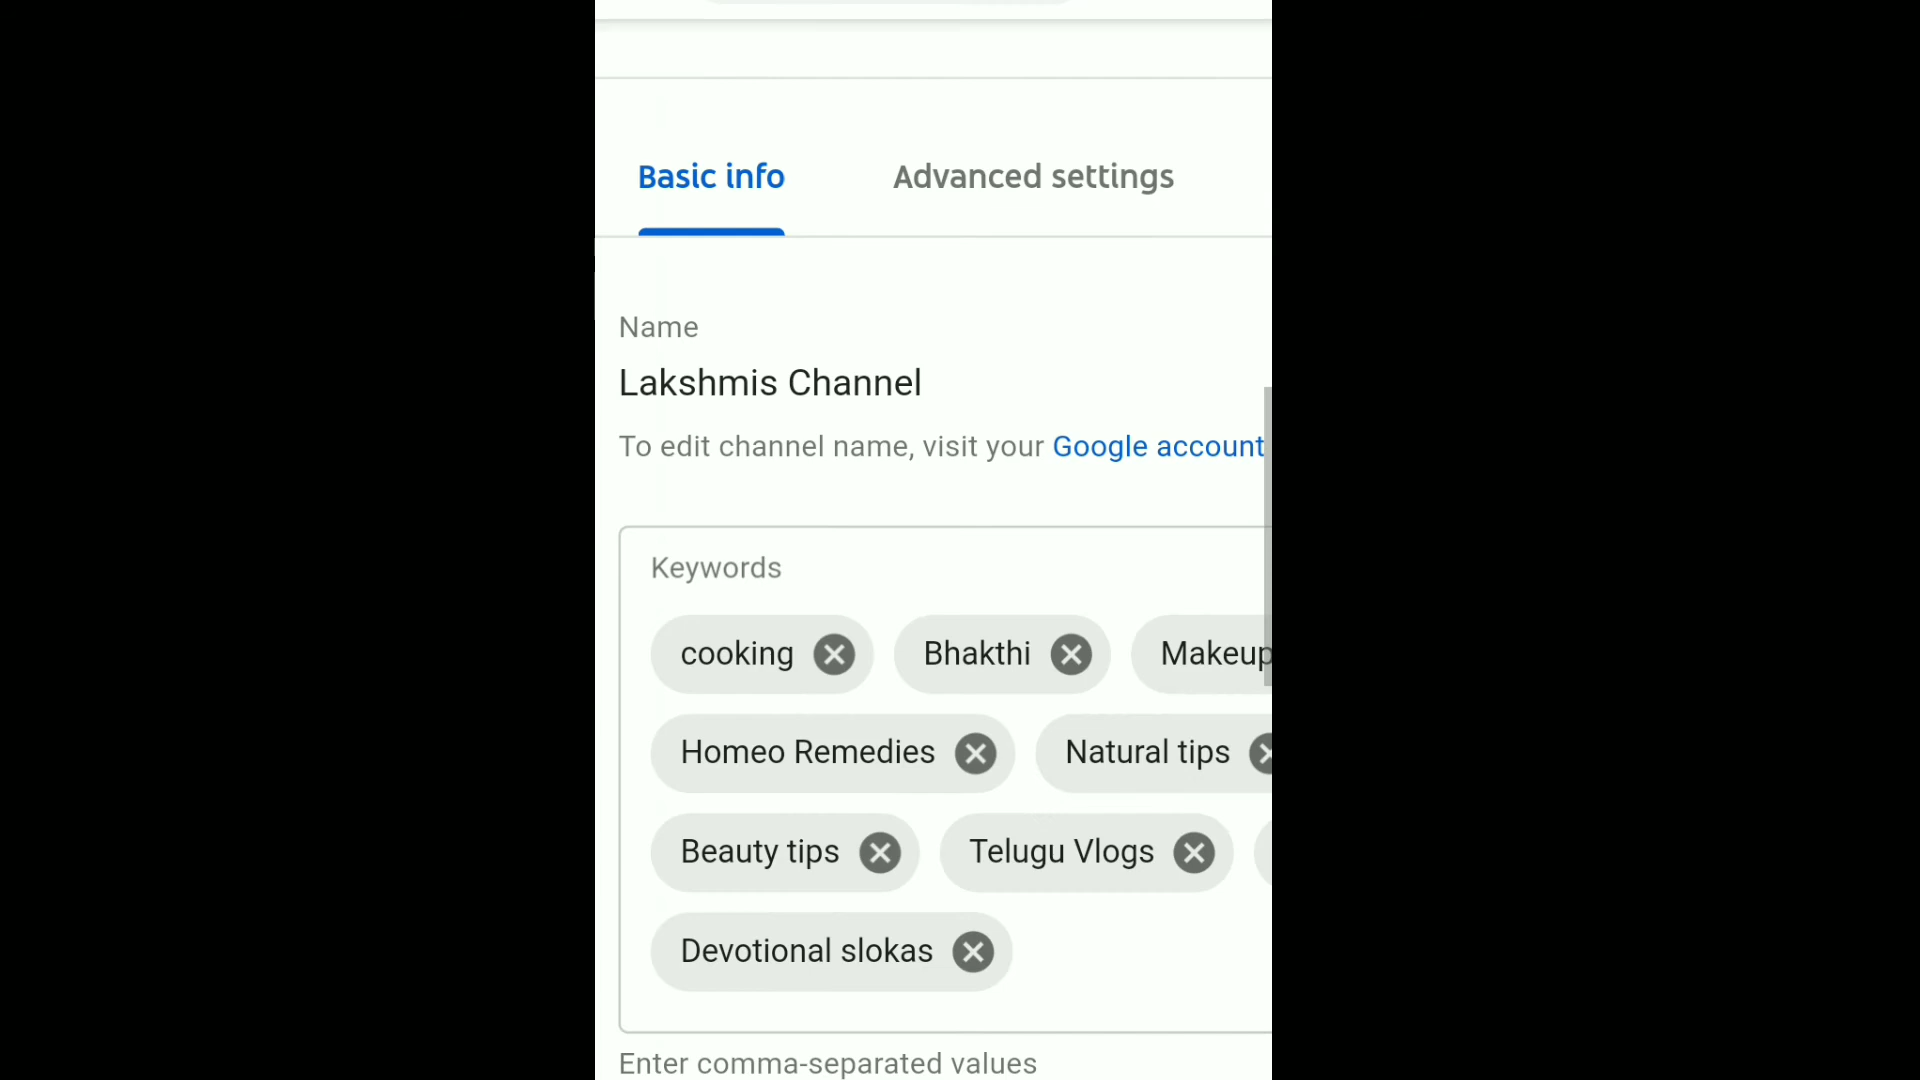 Basic info Advanced settings
Name
Lakshmis Channel
To edit channel name, visit your Google account
Keywords
cooking Bhakthi Makeup
Homeo Remedies Natural tips
Beauty tips Telugu Vlogs
Devotional slokas
Enter comma-separated values